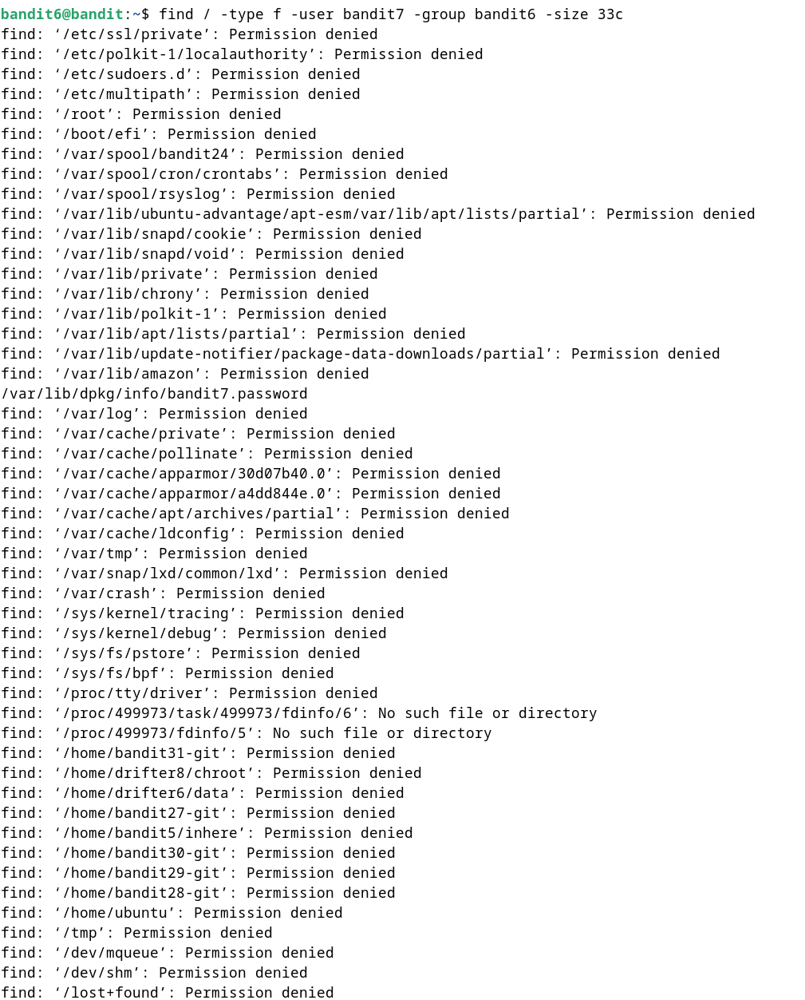 bandit6@bandit:~$ find / -type f -user bandit7 -group bandit6 -size 33c
find: ‘/etc/ssl/private’: Permission denied
find: ‘/etc/polkit-1/localauthority’: Permission denied
find: ‘/etc/sudoers.d’: Permission denied
find: ‘/etc/multipath’: Permission denied
find: ‘/root’: Permission denied
find: ‘/boot/efi’: Permission denied
find: ‘/var/spool/bandit24’: Permission denied
find: ‘/var/spool/cron/crontabs’: Permission denied
find: ‘/var/spool/rsyslog’: Permission denied
find: ‘/var/lib/ubuntu-advantage/apt-esm/var/lib/apt/lists/partial’: Permission denied
find: ‘/var/lib/snapd/cookie’: Permission denied
find: ‘/var/lib/snapd/void’: Permission denied
find: ‘/var/lib/private’: Permission denied
find: ‘/var/lib/chrony’: Permission denied
find: ‘/var/lib/polkit-1’: Permission denied
find: ‘/var/lib/apt/lists/partial’: Permission denied
find: ‘/var/lib/update-notifier/package-data-downloads/partial’: Permission denied
find: ‘/var/lib/amazon’: Permission denied
/var/lib/dpkg/info/bandit7.password
find: ‘/var/log’: Permission denied
find: ‘/var/cache/private’: Permission denied
find: ‘/var/cache/pollinate’: Permission denied
find: ‘/var/cache/apparmor/30d07b40.0’: Permission denied
find: ‘/var/cache/apparmor/a4dd844e.0’: Permission denied
find: ‘/var/cache/apt/archives/partial’: Permission denied
find: ‘/var/cache/ldconfig’: Permission denied
find: ‘/var/tmp’: Permission denied
find: ‘/var/snap/lxd/common/lxd’: Permission denied
find: ‘/var/crash’: Permission denied
find: ‘/sys/kernel/tracing’: Permission denied
find: ‘/sys/kernel/debug’: Permission denied
find: ‘/sys/fs/pstore’: Permission denied
find: ‘/sys/fs/bpf’: Permission denied
find: ‘/proc/tty/driver’: Permission denied
find: ‘/proc/499973/task/499973/fdinfo/6’: No such file or directory
find: ‘/proc/499973/fdinfo/5’: No such file or directory
find: ‘/home/bandit31-git’: Permission denied
find: ‘/home/drifter8/chroot’: Permission denied
find: ‘/home/drifter6/data’: Permission denied
find: ‘/home/bandit27-git’: Permission denied
find: ‘/home/bandit5/inhere’: Permission denied
find: ‘/home/bandit30-git’: Permission denied
find: ‘/home/bandit29-git’: Permission denied
find: ‘/home/bandit28-git’: Permission denied
find: ‘/home/ubuntu’: Permission denied
find: ‘/tmp’: Permission denied
find: ‘/dev/mqueue’: Permission denied
find: ‘/dev/shm’: Permission denied
find: ‘/lost+found’: Permission denied